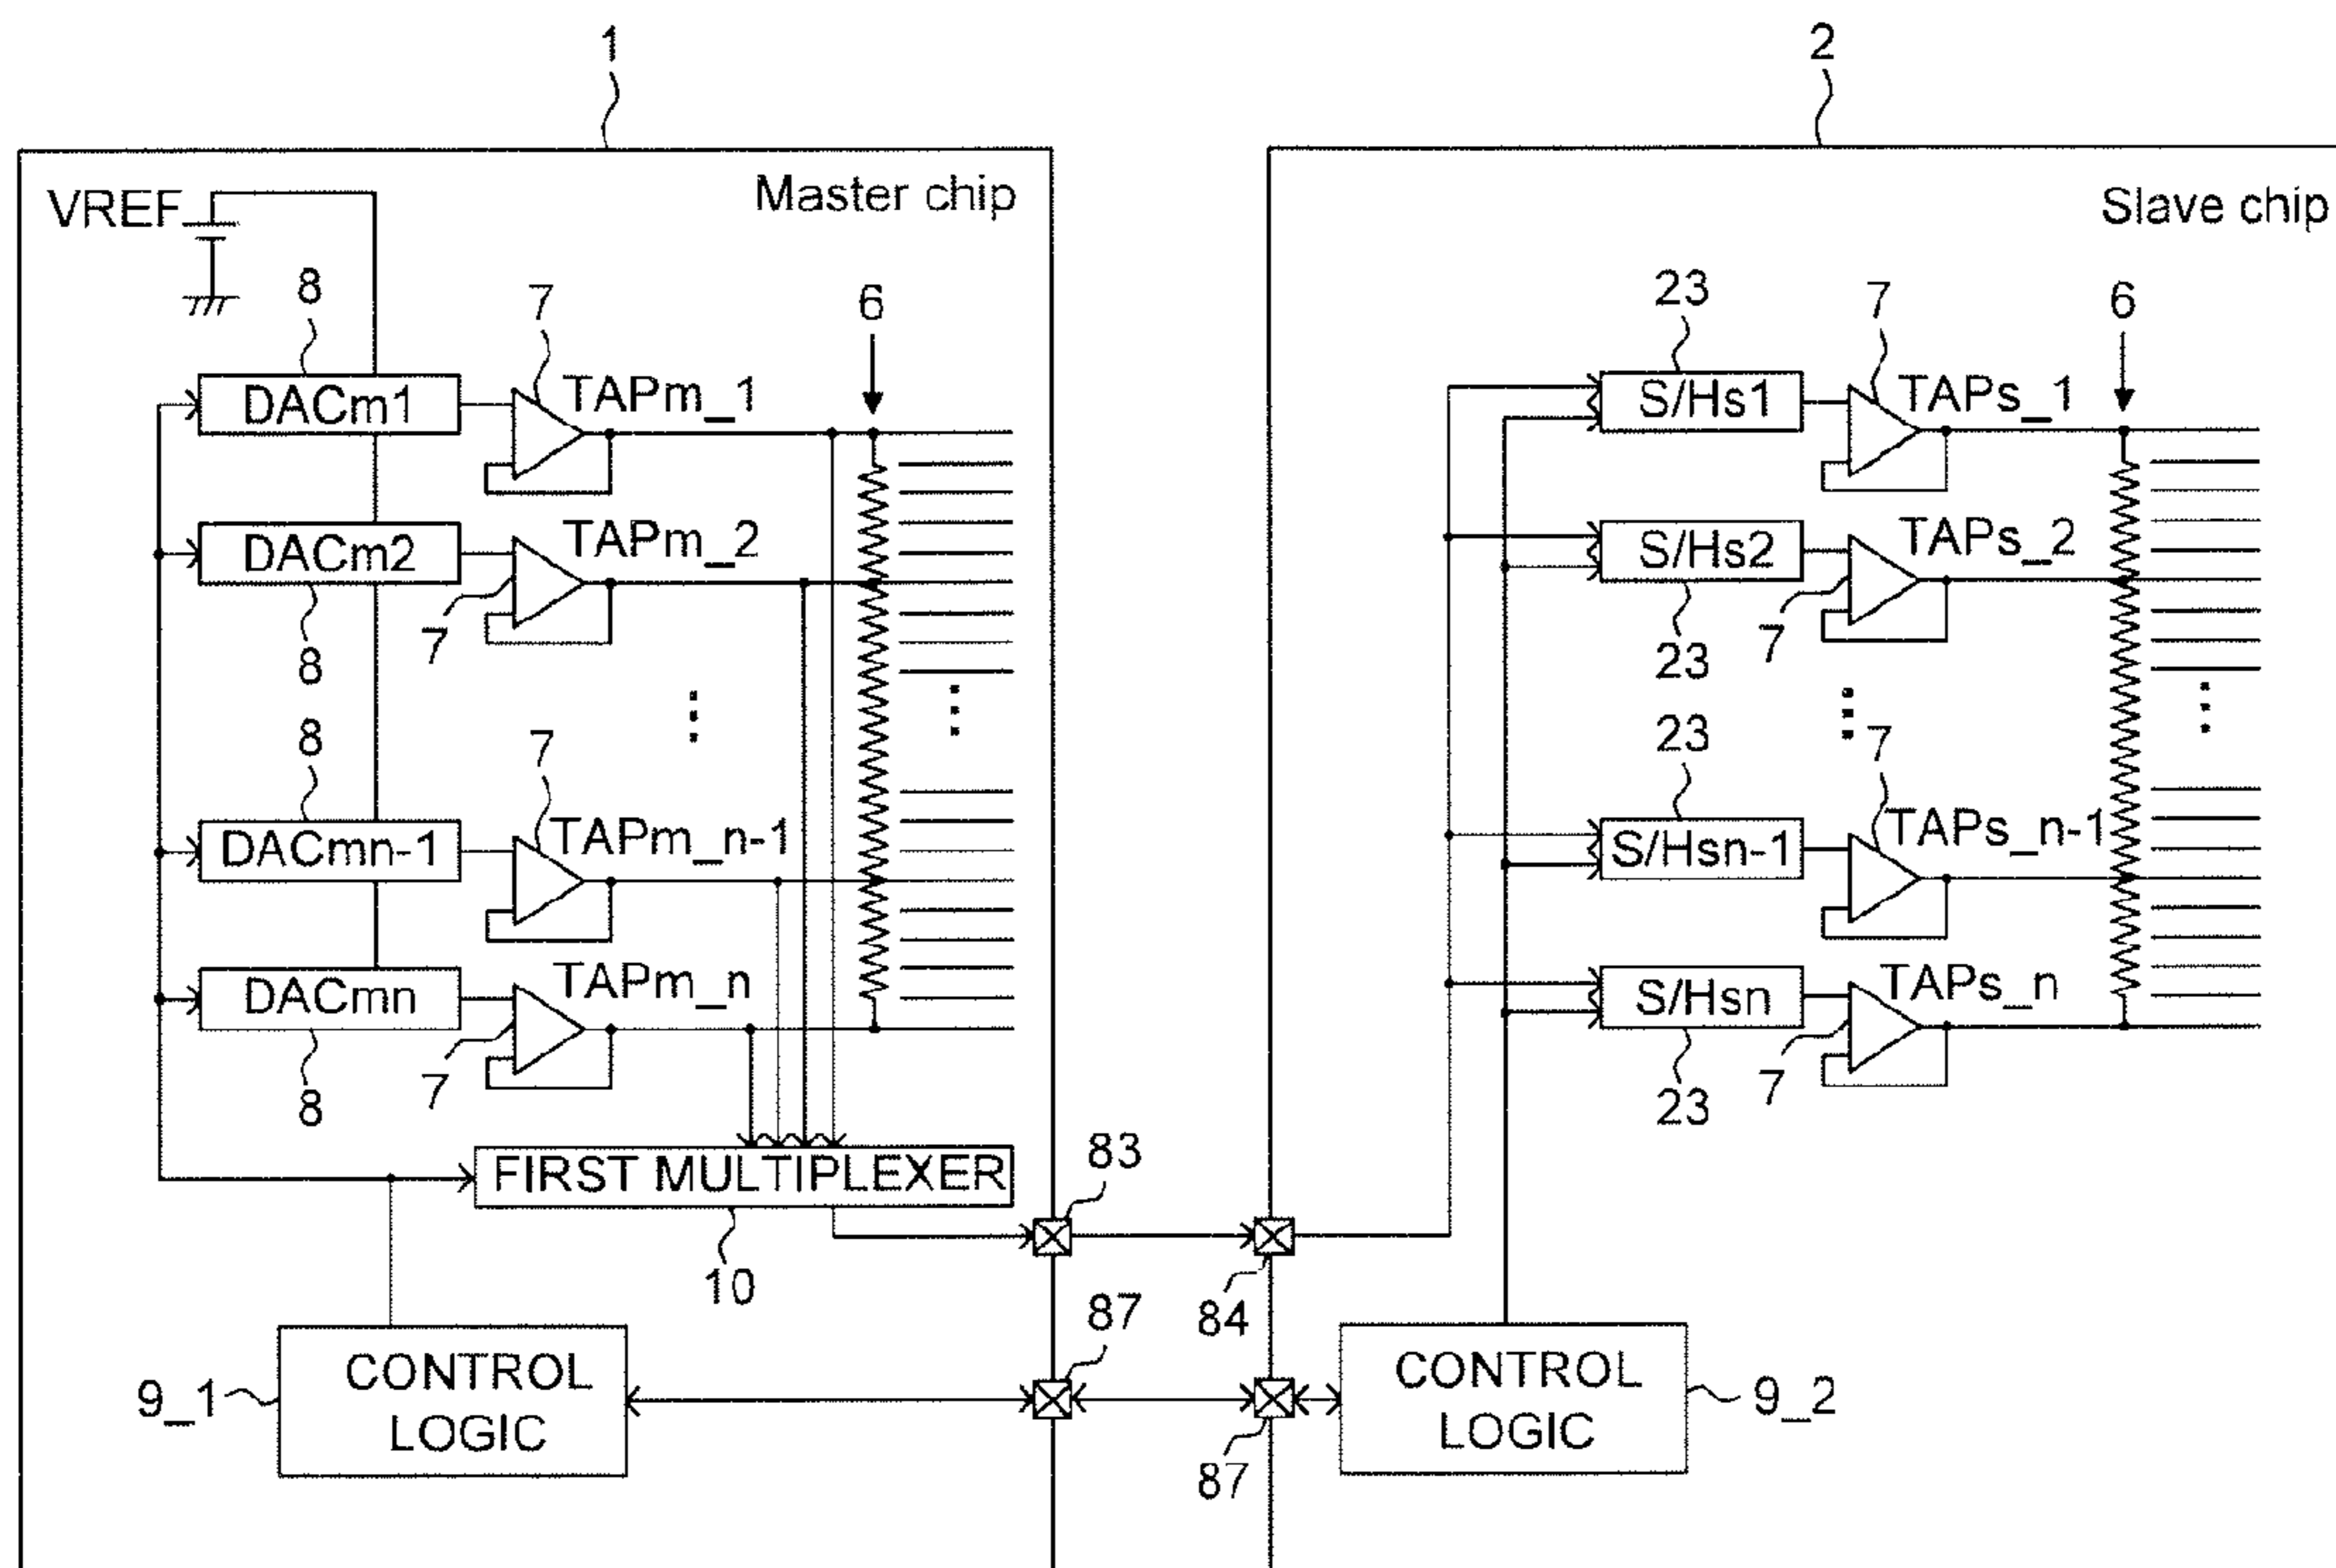 1
2
Master chip
Slave chip
VREF
8
7
6
23
7
6
DACm1
TAPm_1
S/Hs1
TAPs_1
DACm2
TAPm_2
S/Hs2
TAPs_2
8
7
23
7
8
7
23
7
DACmn-1
TAPm_n-1
S/Hsn-1
TAPs_n-1
DACmn
TAPm_n
S/Hsn
TAPs_n
8
7
23
7
FIRST MULTIPLEXER
83
10
84
87
CONTROL
LOGIC
9_1
CONTROL
LOGIC
9_2
87